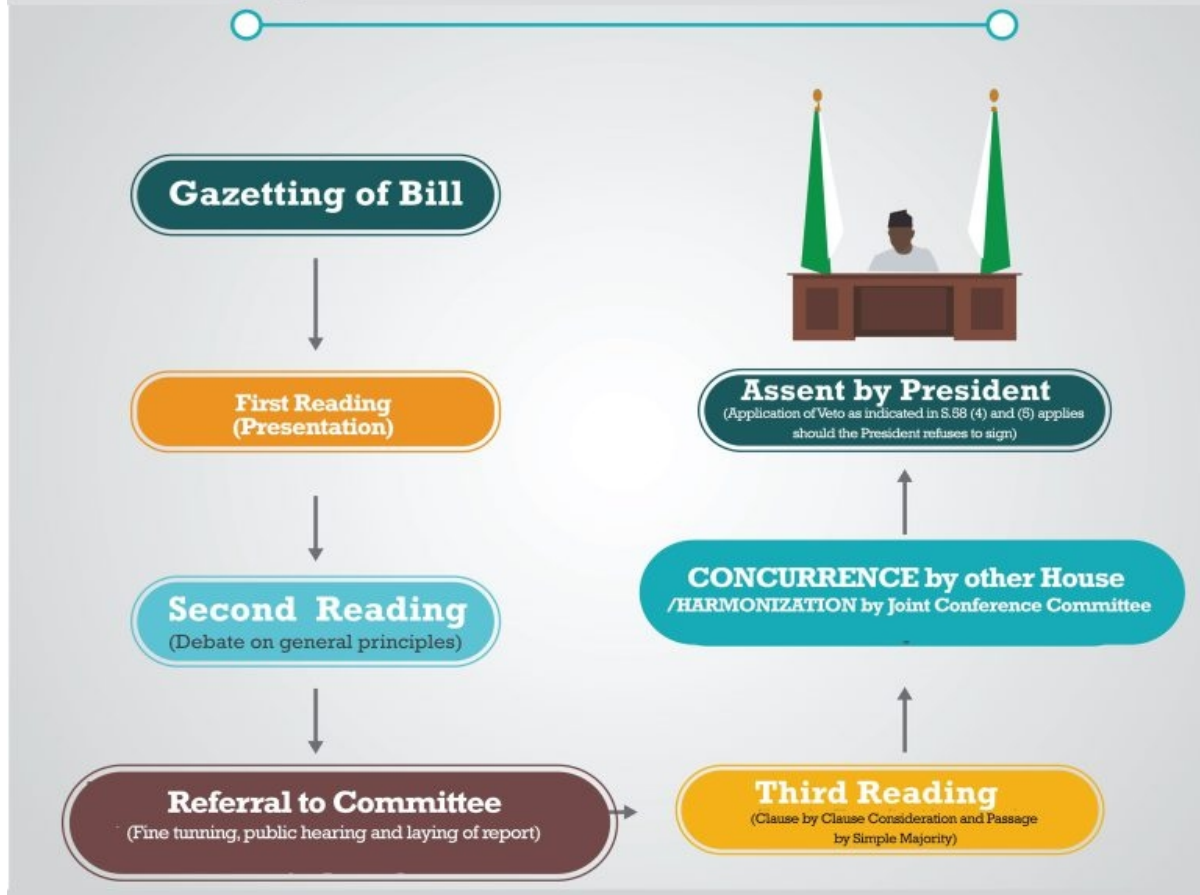 Gazetting of Bill
First Reading
(Presentation)
Second Reading
(Debate on general principles)
Referral to Committee
(Fine tunning, public hearing and laying of report)
Third Reading
(Clause by Clause Consideration and Passage
by Simple Majority)
CONCURRENCE by other House
/HARMONIZATION by Joint Conference Committee
Assent by President
(Application of Veto as indicated in S.58 (4) and (5) applies
should the President refuses to sign)